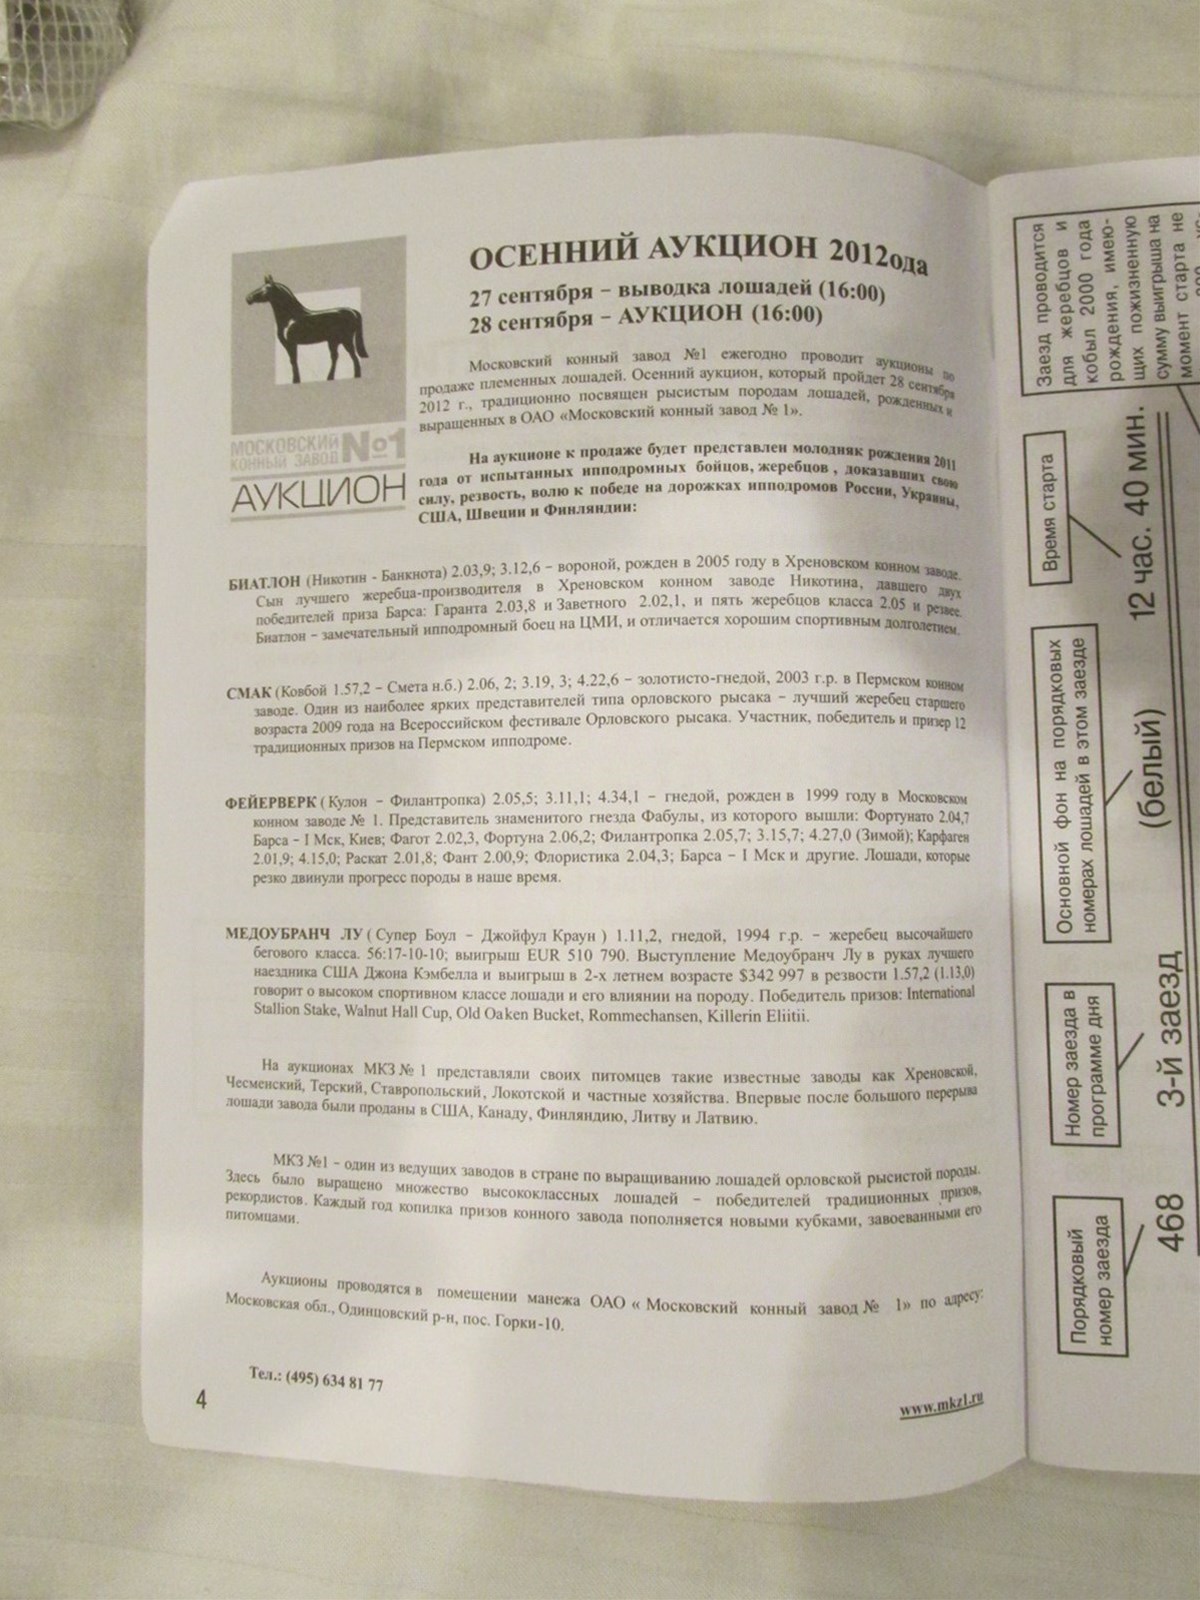 ОСЕННИЙ АУКЦИОН 2012ода
27 сентября – выводка лошадей (16:00)
28 сентября – АУКЦИОН (16:00)
МОСКОВСКИЙ
КОННЫЙ ЗАВОД №1
АУКЦИОН
Московский конный завод №1 ежегодно проводит аукционы по
продаже племенных лошадей. Осенний аукцион, который пройдет 28 сентября
2012 г., традиционно посвящен рысистым породам лошадей, рожденных и
выращенных в ОАО «Московский конный завод № 1».
На аукционе к продаже будет представлен молодняк рождения 2011
года от испытанных ипподромных бойцов, жеребцов , доказавших свою
силу, резвость, волю к победе на дорожках ипподромов России, Украины,
США, Швеции и Финляндии:
БИАТЛОН (Никотин - Банкнота) 2.03,9; 3.12,6 – вороной, рожден в 2005 году в Хреновском конном заводе.
Сын лучшего жеребца-производителя в Хреновском конном заводе Никотина, давшего двух
победителей приза Барса: Гаранта 2.03,8 и Заветного 2.02,1, и пять жеребцов класса 2.05 и резвее.
Биатлон – замечательный ипподромный боец на ЦМИ, и отличается хорошим спортивным долголетием.
СМАК (Ковбой 1.57,2 – Смета н.б.) 2.06, 2; 3.19, 3; 4.22,6 – золотисто-гнедой, 2003 г.р. в Пермском конном
заводе. Один из наиболее ярких представителей типа орловского рысака – лучший жеребец старшего
возраста 2009 года на Всероссийском фестивале Орловского рысака. Участник, победитель и призер 12
традиционных призов на Пермском ипподроме.
ФЕЙЕРВЕРК ( Кулон – Филантропка) 2.05,5; 3.11,1; 4.34,1 – гнедой, рожден в 1999 году в Московском
конном заводе № 1. Представитель знаменитого гнезда Фабулы, из которого вышли: Фортунато 2.04,7
Барса – I Мск, Киев; Фагот 2.02,3, Фортуна 2.06,2; Филантропка 2.05,7; 3.15,7; 4.27,0 (Зимой); Карфаген
2.01,9; 4.15,0; Раскат 2.01,8; Фант 2.00,9; Флористика 2.04,3; Барса – I Мск и другие. Лошади, которые
резко двинули прогресс породы в наше время.
МЕДОУБРАНЧ ЛУ ( Супер Боул – Джойфул Краун ) 1.11,2, гнедой, 1994 г.р. – жеребец высочайшего
бегового класса. 56:17-10-10; выигрыш EUR 510 790. Выступление Медоубранч Лу в руках лучшего
наездника США Джона Кэмбелла и выигрыш в 2-х летнем возрасте $342 997 в резвости 1.57,2 (1.13,0)
говорит о высоком спортивном классе лошади и его влиянии на породу. Победитель призов: International
Stallion Stake, Walnut Hall Cup, Old Oaken Bucket, Rommechansen, Killerin Eliitii.
На аукционах МКЗ № 1 представляли своих питомцев такие известные заводы как Хреновской,
Чесменский, Терский, Ставропольский, Локотской и частные хозяйства. Впервые после большого перерыва
лошади завода были проданы в США, Канаду, Финляндию, Литву и Латвию.
МКЗ №1 – один из ведущих заводов в стране по выращиванию лошадей орловской рысистой породы.
Здесь было выращено множество высококлассных лошадей – победителей традиционных призов,
рекордистов. Каждый год копилка призов конного завода пополняется новыми кубками, завоеванными его
питомцами.
Аукционы проводятся в помещении манежа ОАО « Московский конный завод № 1» по адресу:
Московская обл., Одинцовский р-н, пос. Горки-10.
Тел.: (495) 634 81 77
www.mkz1.ru
4
Заезд проводится
для жеребцов и
кобыл 2000 года
рождения, имею-
щих пожизненную
сумму выигрыша на
момент старта не
Время старта
12 час. 40 мин.
Основной фон на порядковых
номерах лошадей в этом заезде
(белый)
Номер заезда в
программе дня
3-й заезд
Порядковый
номер заезда
468